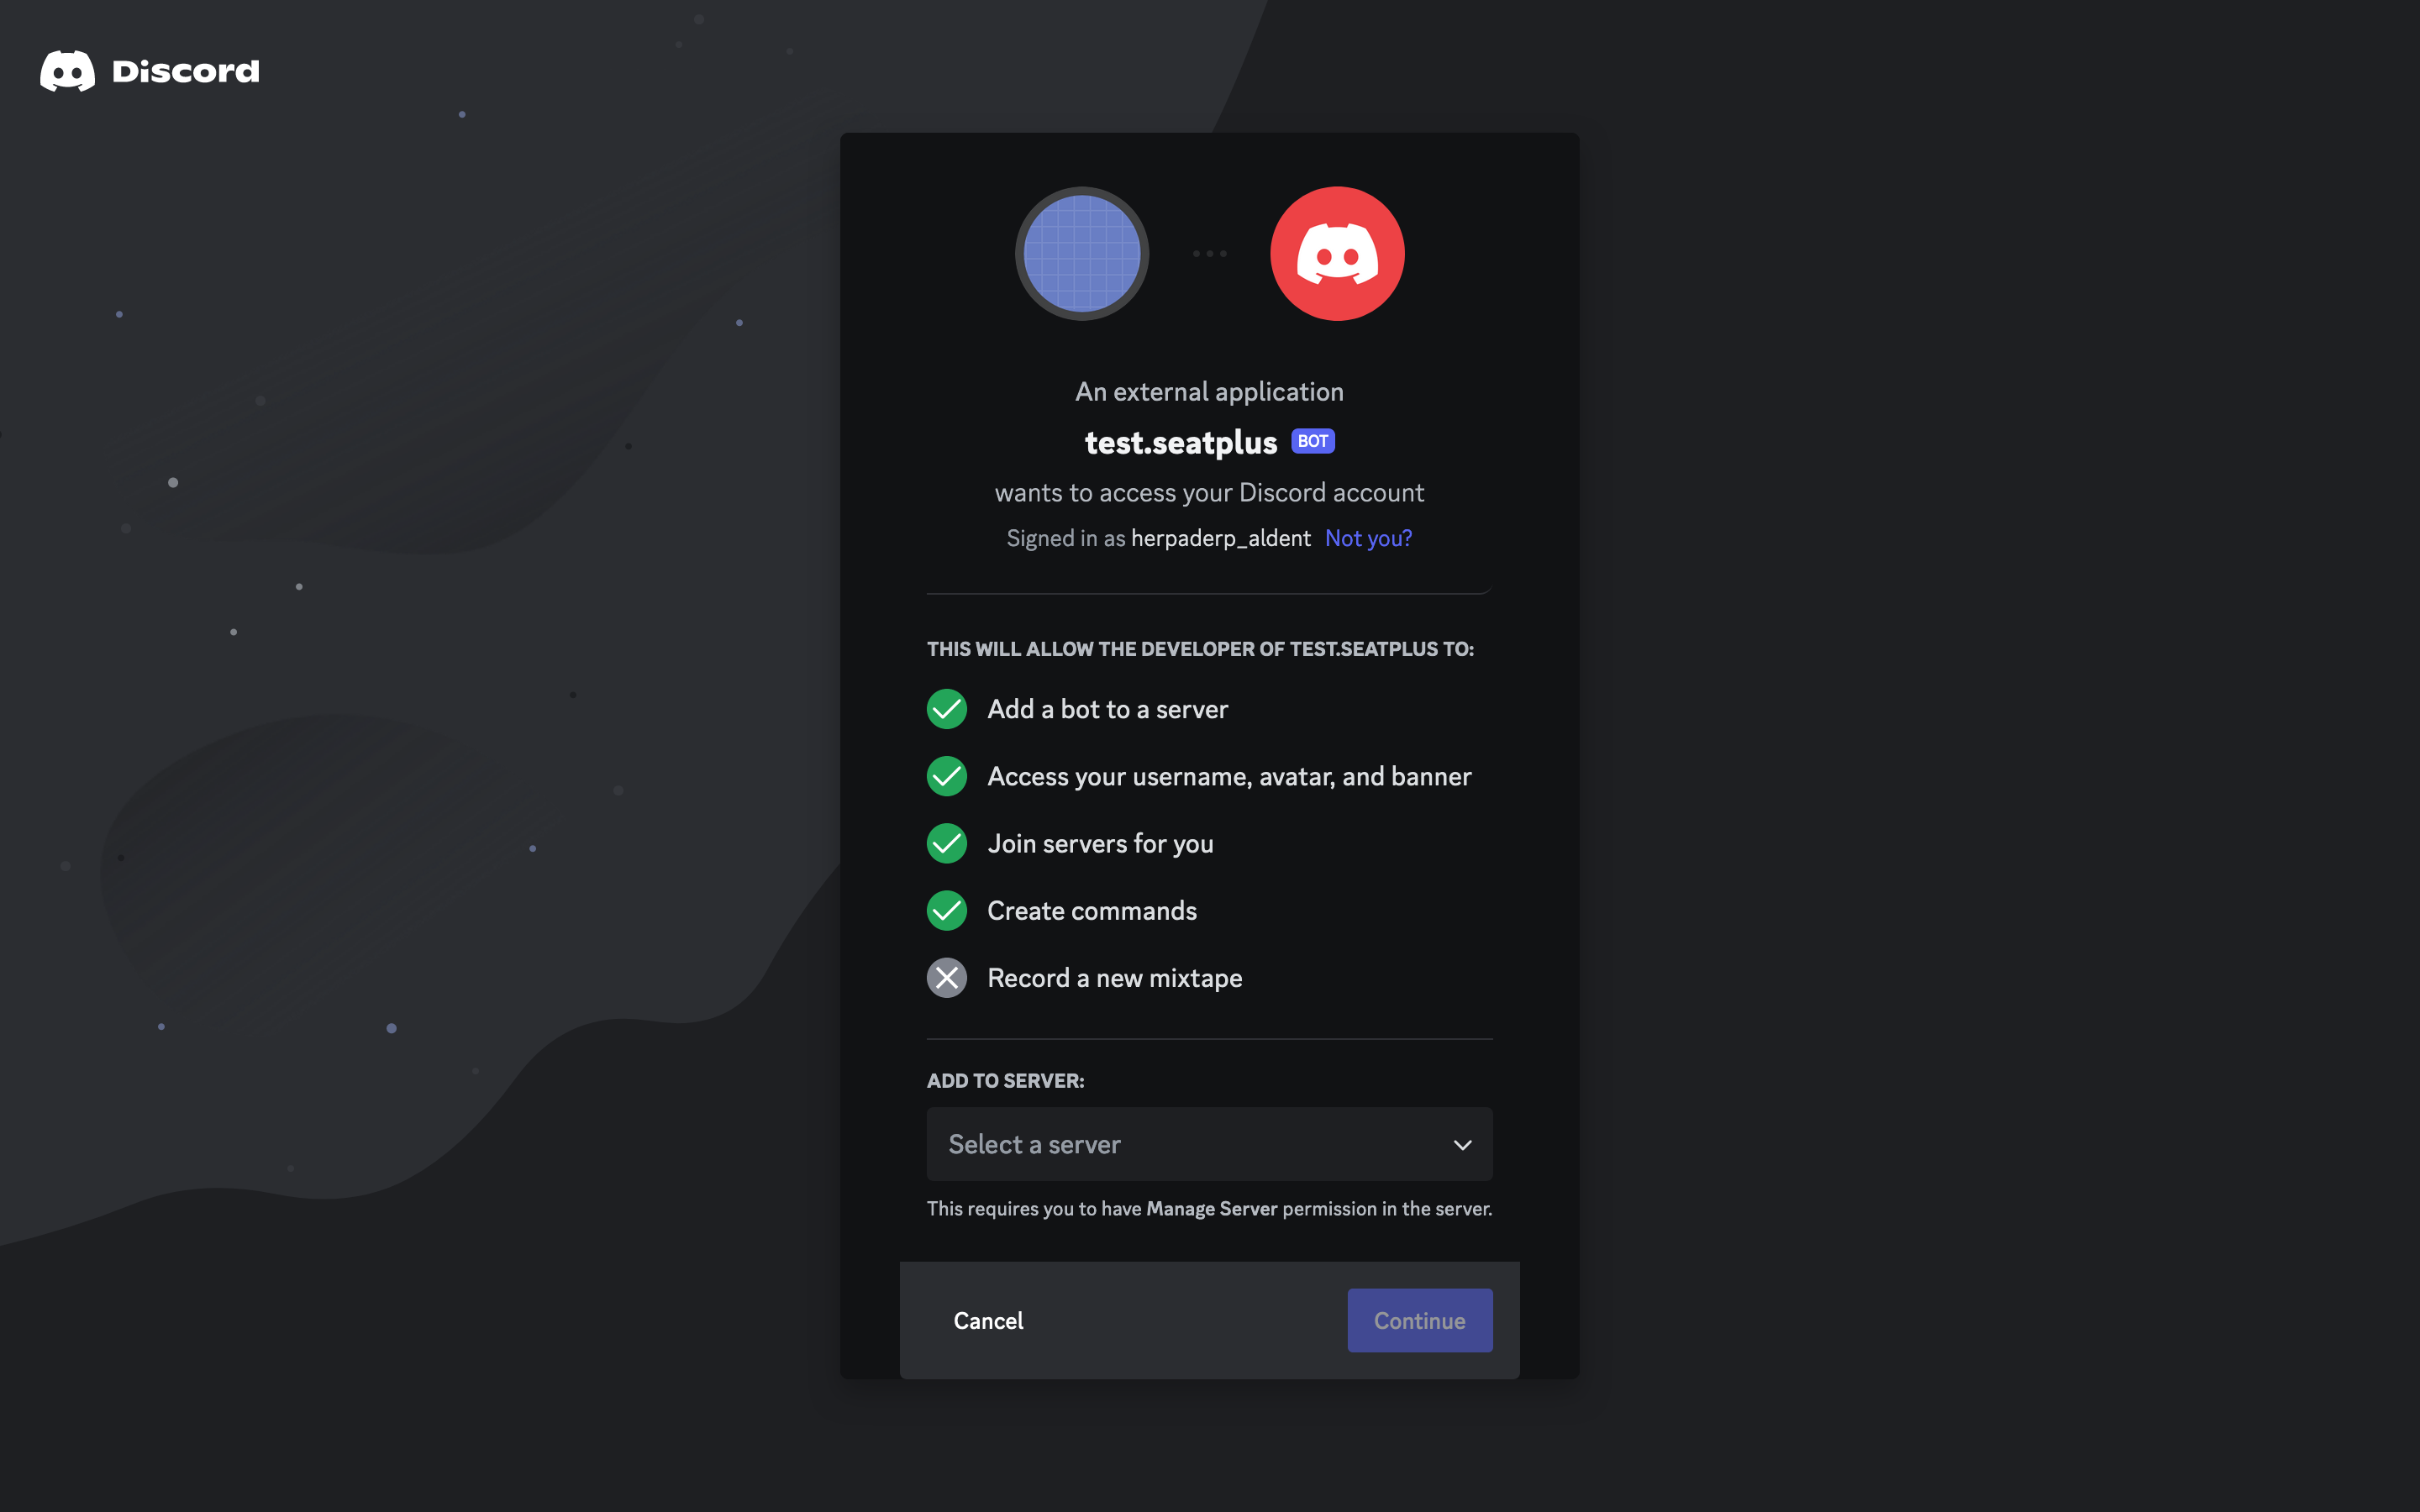 Discord
An external application
test.seatplus BOT
wants to access your Discord account
Signed in as herpaderp_aldent Not you?
THIS WILL ALLOW THE DEVELOPER OF TEST.SEATPLUS TO:
Add a bot to a server
Access your username, avatar, and banner
Join servers for you
Create commands
Record a new mixtape
ADD TO SERVER:
Select a server
This requires you to have Manage Server permission in the server.
Cancel
Continue